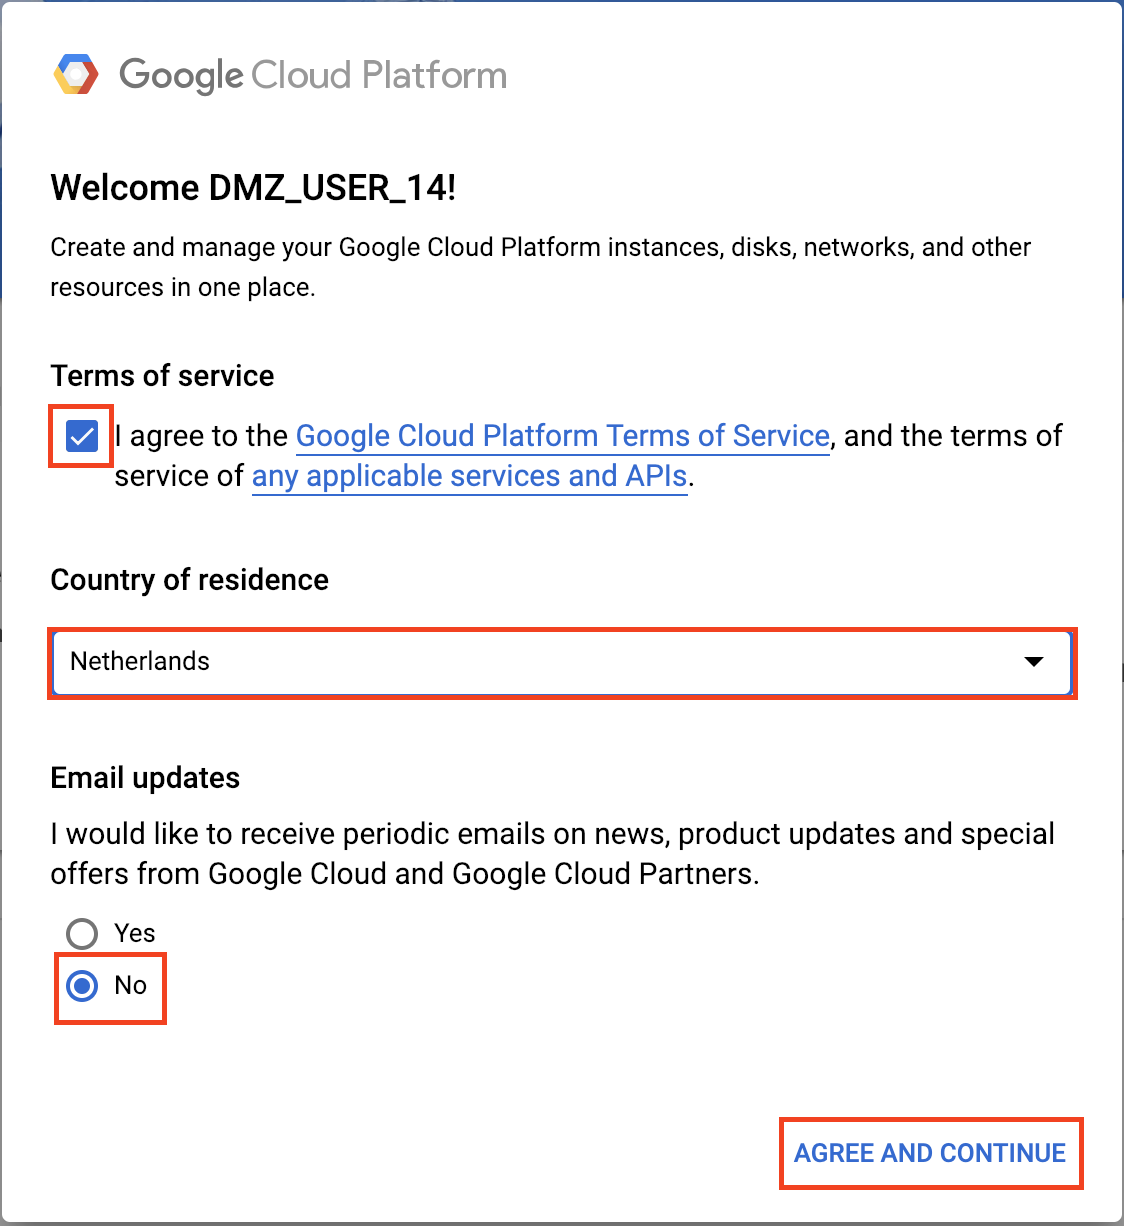 Google Cloud Platform
Welcome DMZ_USER_14!
Create and manage your Google Cloud Platform instances, disks, networks, and other
resources in one place.
Terms of service
I agree to the Google Cloud Platform Terms of Service, and the terms of
service of any applicable services and APIs.
Country of residence
Netherlands
Email updates
I would like to receive periodic emails on news, product updates and special
offers from Google Cloud and Google Cloud Partners.
Yes
No
AGREE AND CONTINUE